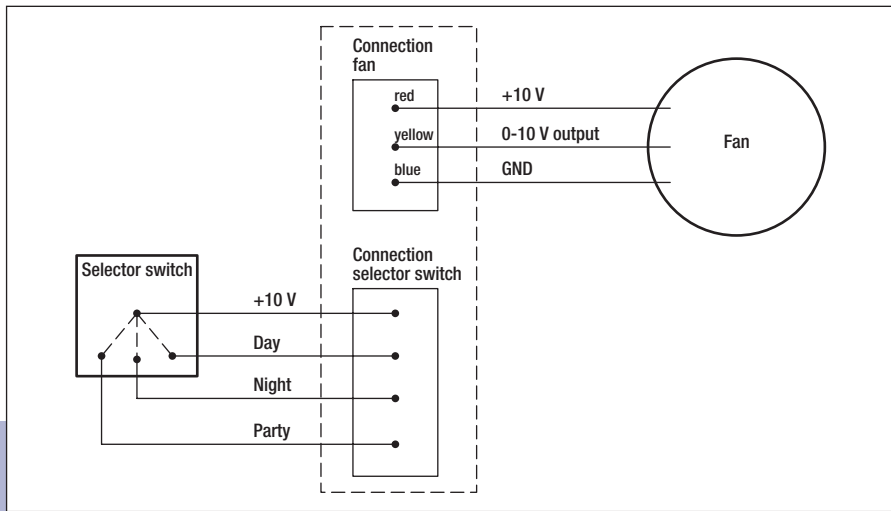 Connection
fan
red
+10 V
yellow
0-10 V output
Fan
blue
GND
Connection
selector switch
Selector switch
+10 V
Day
Night
Party